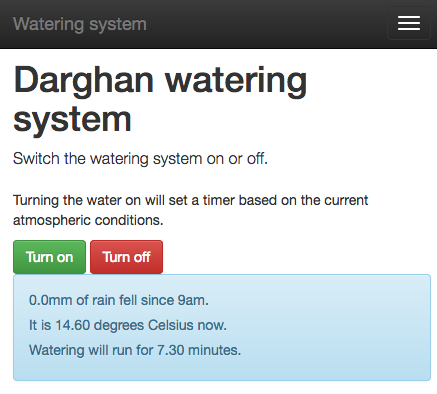 Watering system
Darghan watering
system
Switch the watering system on or off.
Turning the water on will set a timer based on the current
atmospheric conditions.
Turn on Turn off
0.0mm of rain fell since 9am.
It is 14.60 degrees Celsius now.
Watering will run for 7.30 minutes.